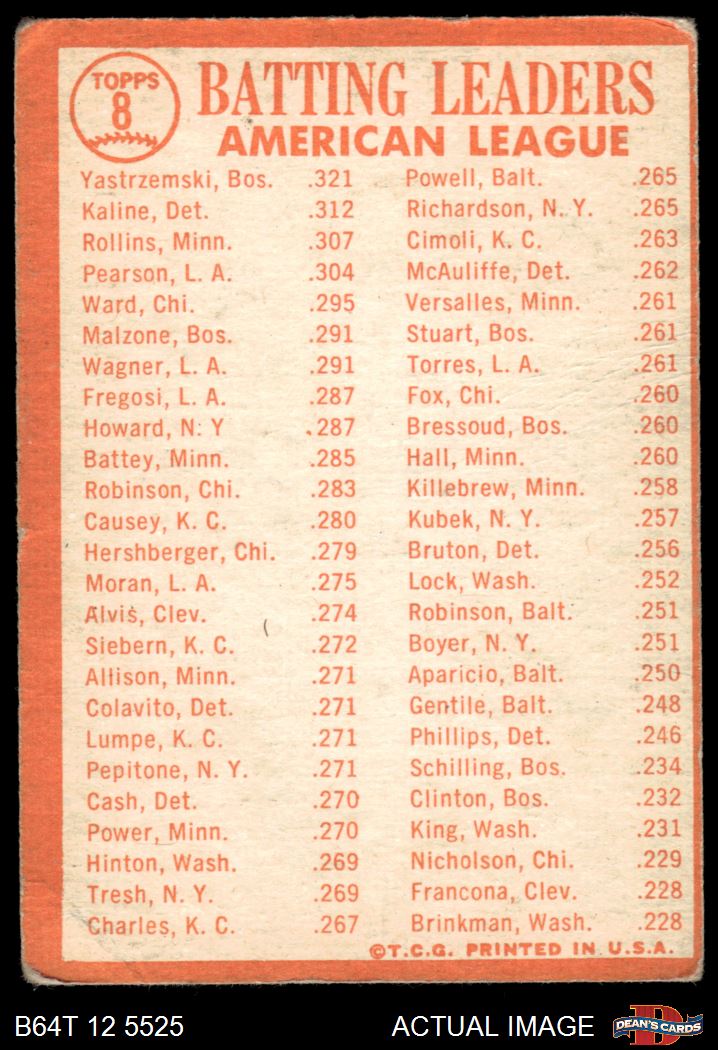 TOPPS
8
BATTING LEADERS
AMERICAN LEAGUE
Yastrzemski, Bos. .321
Kaline, Det. .312
Rollins, Minn. .307
Pearson, L. A. .304
Ward, Chi. .295
Malzone, Bos. .291
Wagner, L. A. .291
Fregosi, L. A. .287
Howard, N. Y .287
Battey, Minn. .285
Robinson, Chi. .283
Causey, K. C. .280
Hershberger, Chi. .279
Moran, L. A. .275
Alvis, Clev. .274
Siebern, K. C. .272
Allison, Minn. .271
Colavito, Det. .271
Lumpe, K. C. .271
Pepitone, N. Y. .271
Cash, Det. .270
Power, Minn. .270
Hinton, Wash. .269
Tresh, N. Y. .269
Charles, K. C. .267
Powell, Balt. .265
Richardson, N. Y. .265
Cimoli, K. C. .263
McAuliffe, Det. .262
Versalles, Minn. .261
Stuart, Bos. .261
Torres, L. A. .261
Fox, Chi. .260
Bressoud, Bos. .260
Hall, Minn. .260
Killebrew, Minn. .258
Kubek, N. Y. .257
Bruton, Det. .256
Lock, Wash. .252
Robinson, Balt. .251
Boyer, N. Y. .251
Aparicio, Balt. .250
Gentile, Balt. .248
Phillips, Det. .246
Schilling, Bos. .234
Clinton, Bos. .232
King, Wash. .231
Nicholson, Chi. .229
Francona, Clev. .228
Brinkman, Wash. .228
©T.C.G. PRINTED IN U.S.A.
B64T 12 5525 ACTUAL IMAGE
DEAN'S CARDS